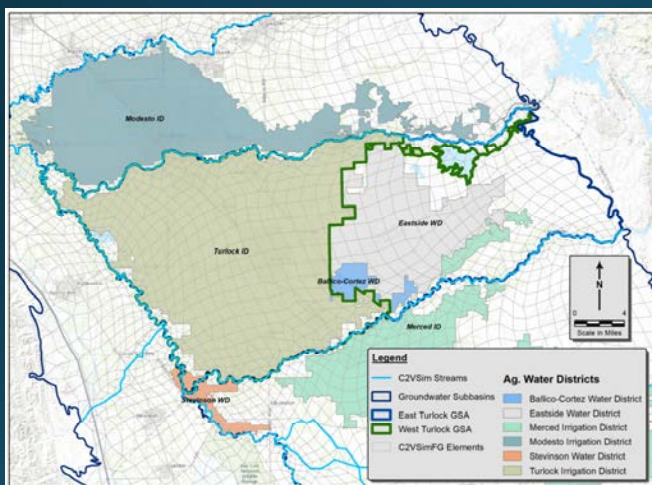 Modesto ID
Eastside WD
Turlock ID
Ballico-Cortez WD
Merced ID
Stevinson WD
N
0 4
Scale in Miles
Legend
C2VSim Streams
Groundwater Subbasins
East Turlock GSA
West Turlock GSA
C2VSimFG Elements
Ag. Water Districts
Ballico-Cortez Water District
Eastside Water District
Merced Irrigation District
Modesto Irrigation District
Stevinson Water District
Turlock Irrigation District